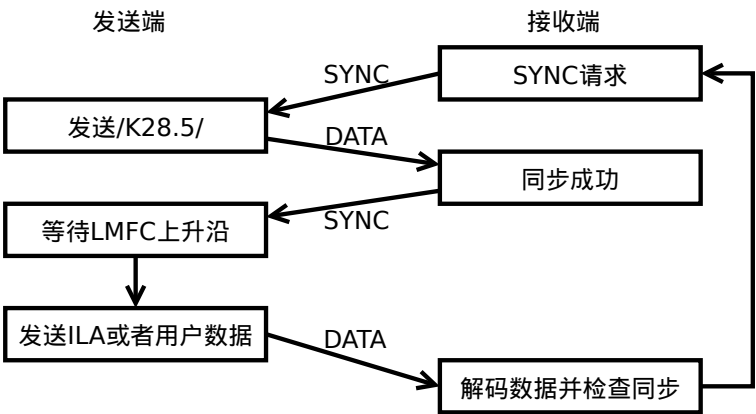 发送端
接收端
SYNC
SYNC请求
发送/K28.5/
DATA
同步成功
SYNC
等待LMFC上升沿
发送ILA或者用户数据
DATA
解码数据并检查同步